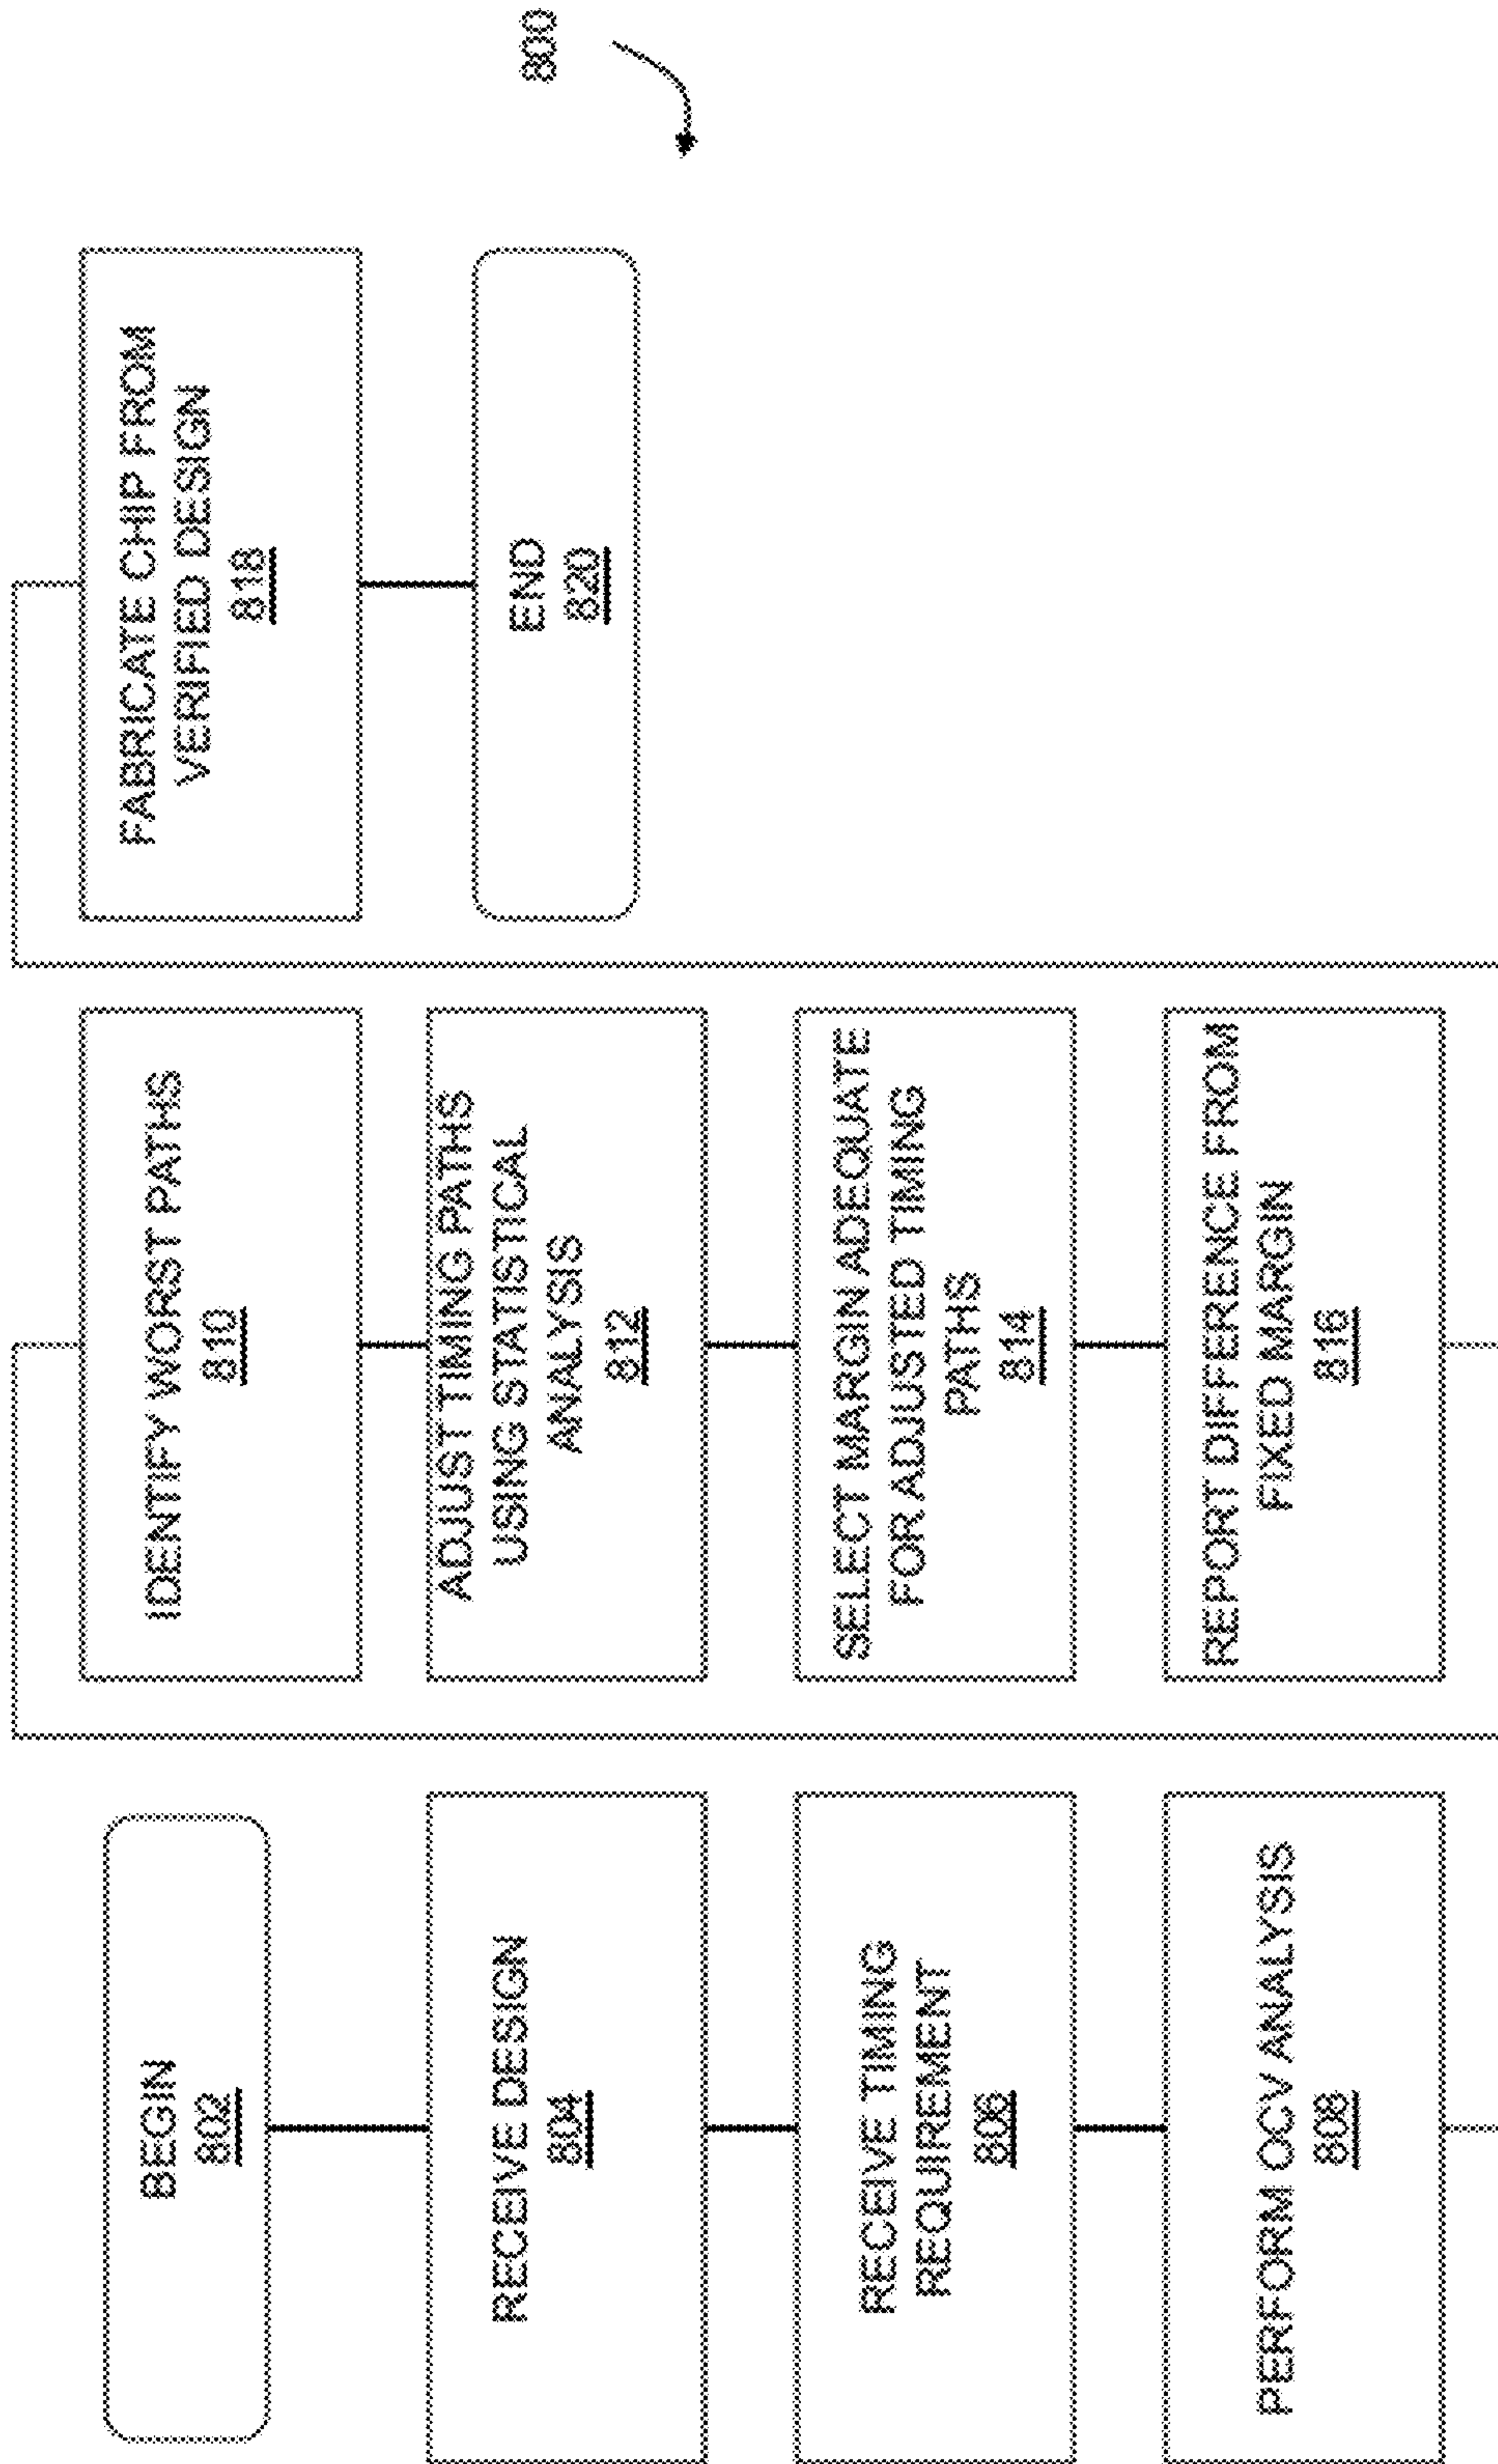 BEGIN
802
RECEIVE DESIGN
804
RECEIVE TIMING
REQUIREMENT
806
PERFORM OCV ANALYSIS
808
IDENTIFY WORST PATHS
810
ADJUST TIMING PATHS
USING STATISTICAL
ANALYSIS
812
SELECT MARGIN ADEQUATE
FOR ADJUSTED TIMING
PATHS
814
REPORT DIFFERENCE FROM
FIXED MARGIN
816
FABRICATE CHIP FROM
VERIFIED DESIGN
818
END
820
800